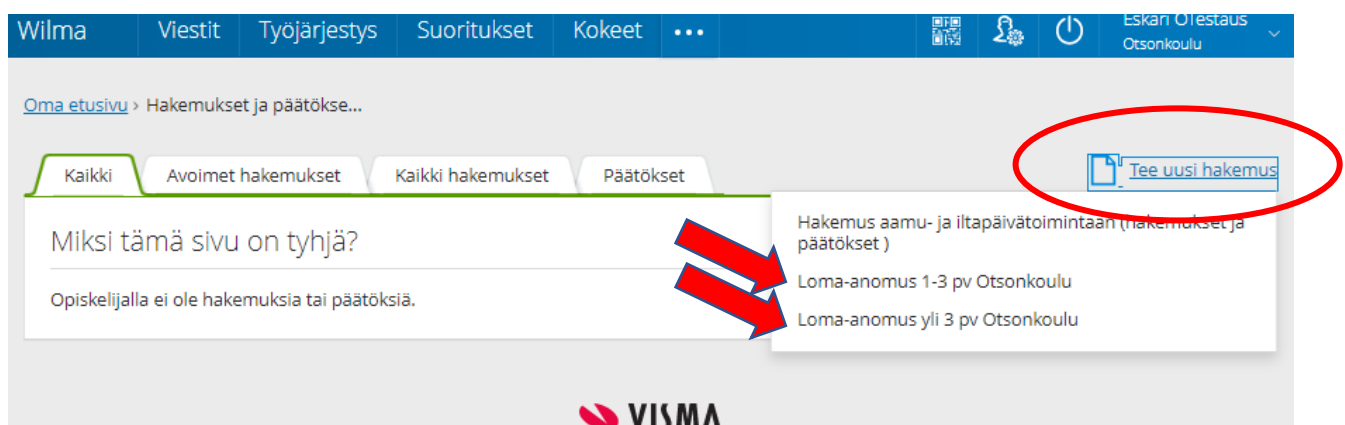 Wilma Viestit Työjärjestys Suoritukset Kokeet ••• Eskari OTestaus
Otsonkoulu
Oma etusivu › Hakemukset ja päätökse...
Kaikki Avoimet hakemukset Kaikki hakemukset Päätökset Tee uusi hakemus
Miksi tämä sivu on tyhjä?
Opiskelijalla ei ole hakemuksia tai päätöksiä.
Hakemus aamu- ja iltapäivätoimintaan (hakemukset ja
päätökset )
Loma-anomus 1-3 pv Otsonkoulu
Loma-anomus yli 3 pv Otsonkoulu
VISMA